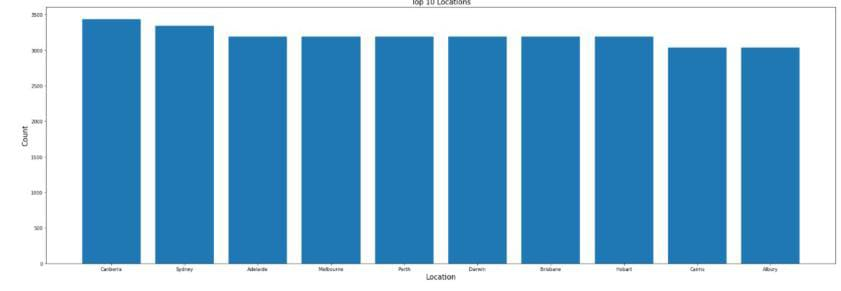 Top 10 Locations
3500
3000
2500
2000
1500
1000
500
0
Count
Canberra Sydney Adelaide Melbourne Perth Darwin Brisbane Hobart Cairns Albury
Location